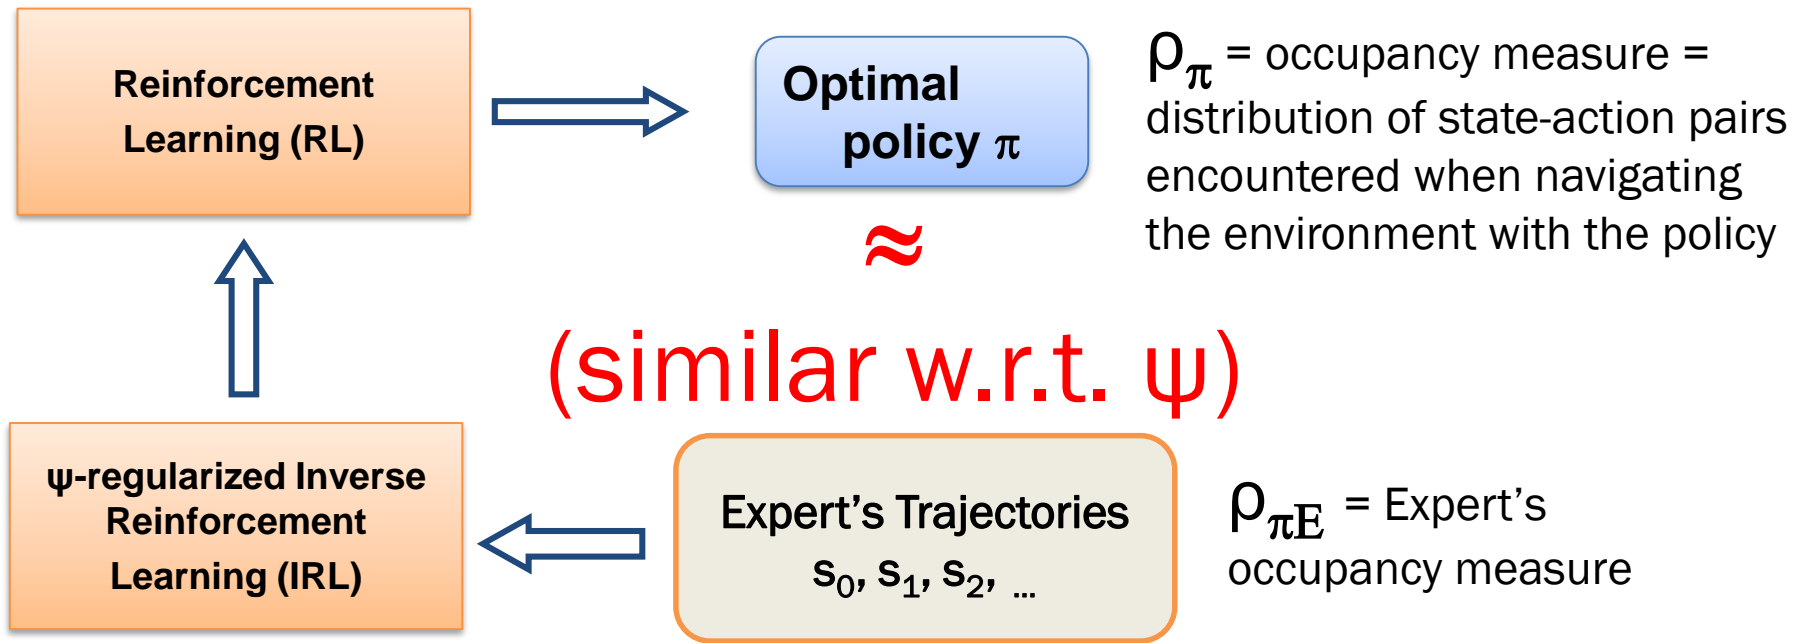 Reinforcement
Learning (RL)
Optimal
policy π
ρπ = occupancy measure =
distribution of state-action pairs
encountered when navigating
the environment with the policy
≈
(similar w.r.t. ψ)
ψ-regularized Inverse
Reinforcement
Learning (IRL)
Expert’s Trajectories
s₀, s₁, s₂, ...
ρπE = Expert’s
occupancy measure